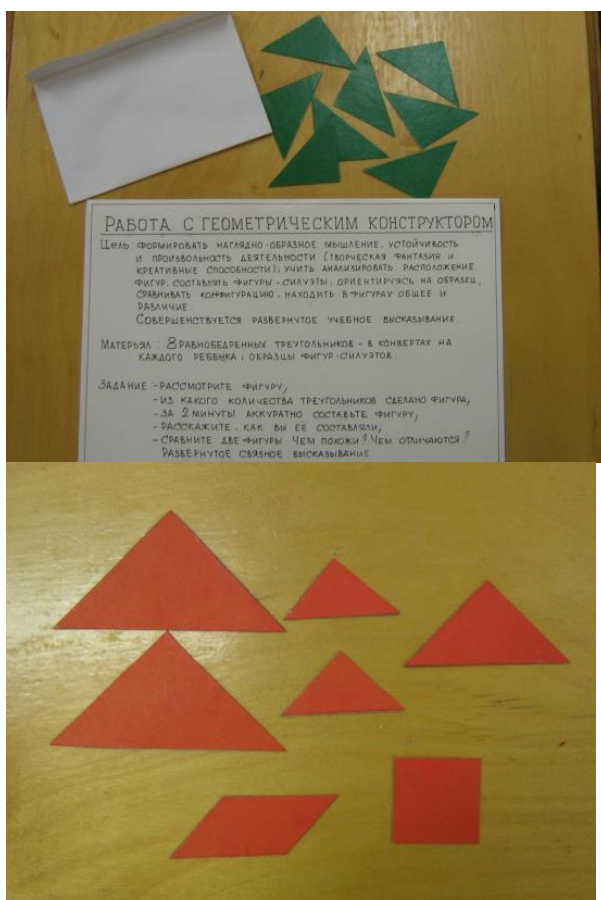 РАБОТА С ГЕОМЕТРИЧЕСКИМ КОНСТРУКТОРОМ
ЦЕЛЬ: ФОРМИРОВАТЬ НАГЛЯДНО-ОБРАЗНОЕ МЫШЛЕНИЕ, УСТОЙЧИВОСТЬ
И ПРОИЗВОЛЬНОСТЬ ДЕЯТЕЛЬНОСТИ (ТВОРЧЕСКАЯ ФАНТАЗИЯ И
КРЕАТИВНЫЕ СПОСОБНОСТИ); УЧИТЬ АНАЛИЗИРОВАТЬ РАСПОЛОЖЕНИЕ
ФИГУР, СОСТАВЛЯТЬ ФИГУРЫ-СИЛУЭТЫ, ОРИЕНТИРУЯСЬ НА ОБРАЗЕЦ,
СРАВНИВАТЬ КОНФИГУРАЦИЮ, НАХОДИТЬ В ФИГУРАХ ОБЩЕЕ И
РАЗЛИЧИЕ.
СОВЕРШЕНСТВУЕТСЯ РАЗВЕРНУТОЕ УЧЕБНОЕ ВЫСКАЗЫВАНИЕ.
МАТЕРЬЯЛ: 8 РАВНОБЕДРЕННЫХ ТРЕУГОЛЬНИКОВ - В КОНВЕРТАХ НА
КАЖДОГО РЕБЕНКА; ОБРАЗЦЫ ФИГУР-СИЛУЭТОВ.
ЗАДАНИЕ: - РАССМОТРИТЕ ФИГУРУ,
- ИЗ КАКОГО КОЛИЧЕСТВА ТРЕУГОЛЬНИКОВ СДЕЛАНО ФИГУРА,
- ЗА 2 МИНУТЫ АККУРАТНО СОСТАВЬТЕ ФИГУРУ,
- РАССКАЖИТЕ, КАК ВЫ ЕЕ СОСТАВЛЯЛИ,
- СРАВНИТЕ ДВЕ ФИГУРЫ. ЧЕМ ПОХОЖИ? ЧЕМ ОТЛИЧАЮТСЯ?
РАЗВЕРНУТОЕ СВЯЗНОЕ ВЫСКАЗЫВАНИЕ